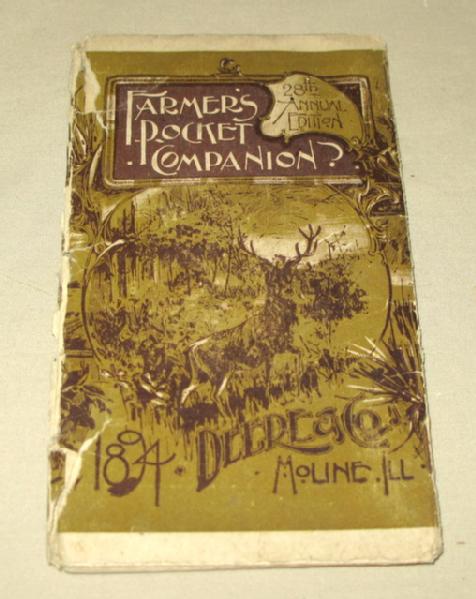 FARMER'S
POCKET
COMPANION
28th
ANNUAL
EDITION
1894. DEERE & CO.
MOLINE. ILL.